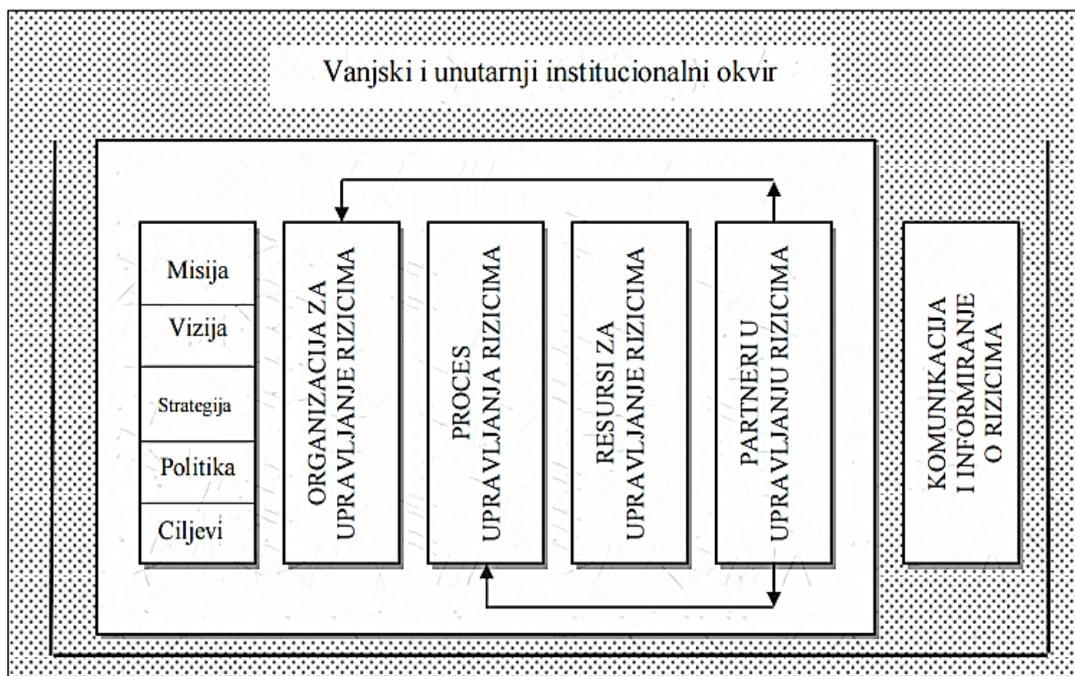 Vanjski i unutarnji institucionalni okvir
Misija
Vizija
Strategija
Politika
Ciljevi
ORGANIZACIJA ZA
UPRAVLJANJE RIZICIMA
PROCES
UPRAVLJANJA RIZICIMA
RESURSI ZA
UPRAVLJANJE RIZICIMA
PARTNERI U
UPRAVLJANJU RIZICIMA
KOMUNIKACIJA
I INFORMIRANJE
O RIZICIMA